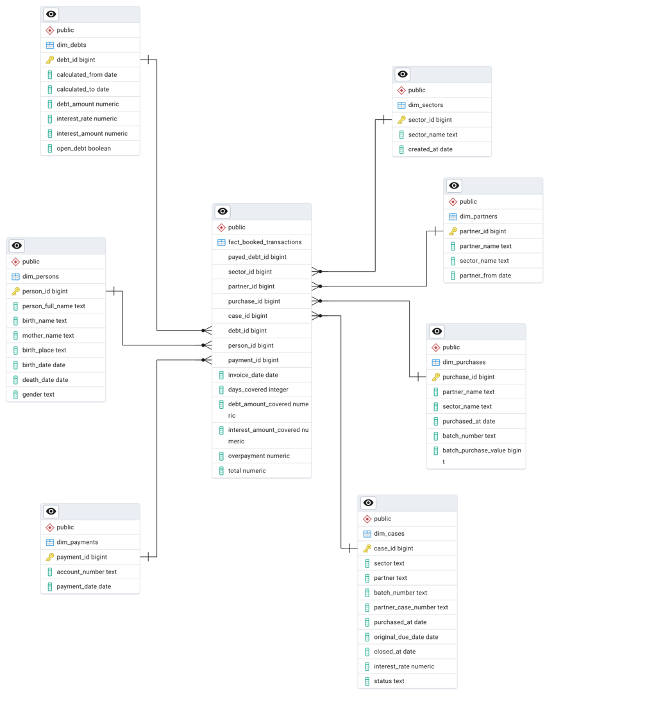 public
dim_debts
debt_id bigint
calculated_from date
calculated_to date
debt_amount numeric
interest_rate numeric
interest_amount numeric
open_debt boolean
public
dim_sectors
sector_id bigint
sector_name text
created_at date
public
dim_partners
partner_id bigint
partner_name text
sector_name text
partner_from date
public
fact_booked_transactions
payed_debt_id bigint
sector_id bigint
partner_id bigint
purchase_id bigint
case_id bigint
debt_id bigint
person_id bigint
payment_id bigint
invoice_date date
days_covered integer
debt_amount_covered nume
ric
interest_amount_covered nu
meric
overpayment numeric
total numeric
public
dim_persons
person_id bigint
person_full_name text
birth_name text
mother_name text
birth_place text
birth_date date
death_date date
gender text
public
dim_purchases
purchase_id bigint
partner_name text
sector_name text
purchased_at date
batch_number text
batch_purchase_value bigin
t
public
dim_payments
payment_id bigint
account_number text
payment_date date
public
dim_cases
case_id bigint
sector text
partner text
batch_number text
partner_case_number text
purchased_at date
original_due_date date
closed_at date
interest_rate numeric
status text